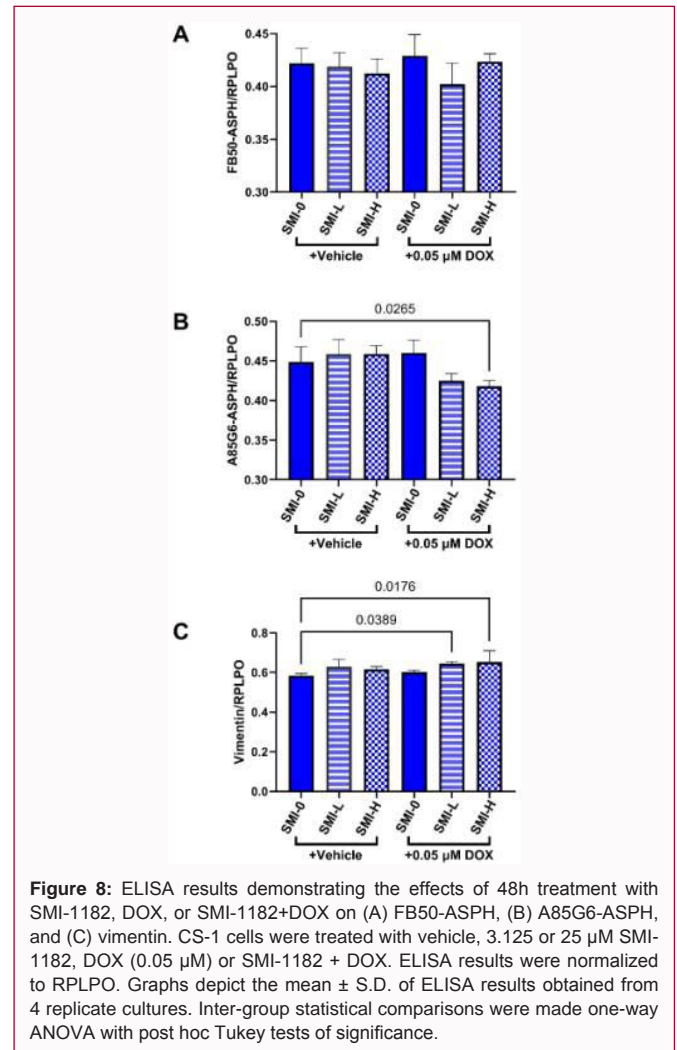 A
FB50-ASPH/RPLPO
0.45
0.40
0.35
0.30
SMI-0 SMI-L SMI-H SMI-0 SMI-L SMI-H
+Vehicle +0.05 µM DOX
B
A85G6-ASPH/RPLPO
0.0265
0.50
0.45
0.40
0.35
0.30
SMI-0 SMI-L SMI-H SMI-0 SMI-L SMI-H
+Vehicle +0.05 µM DOX
C
Vimentin/RPLPO
0.0176
0.0389
0.8
0.6
0.4
0.2
0.0
SMI-0 SMI-L SMI-H SMI-0 SMI-L SMI-H
+Vehicle +0.05 µM DOX
Figure 8: ELISA results demonstrating the effects of 48h treatment with
SMI-1182, DOX, or SMI-1182+DOX on (A) FB50-ASPH, (B) A85G6-ASPH,
and (C) vimentin. CS-1 cells were treated with vehicle, 3.125 or 25 µM SMI-
1182, DOX (0.05 µM) or SMI-1182 + DOX. ELISA results were normalized
to RPLPO. Graphs depict the mean ± S.D. of ELISA results obtained from
4 replicate cultures. Inter-group statistical comparisons were made one-way
ANOVA with post hoc Tukey tests of significance.